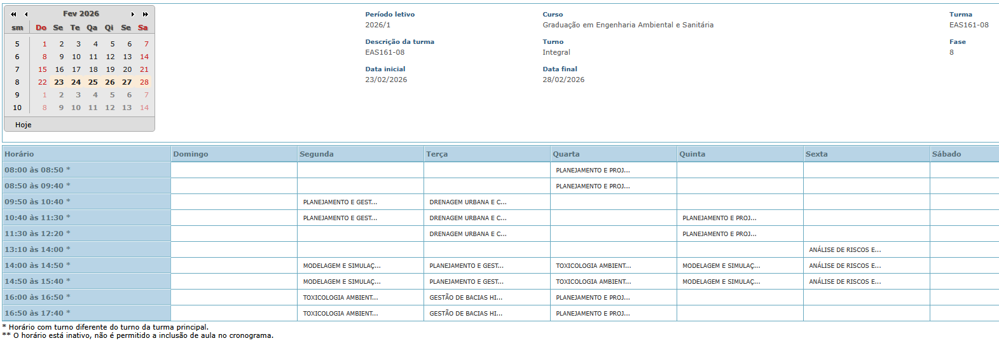 Fev 2026
sm Do Se Te Qa Qi Se Sa
5 1 2 3 4 5 6 7
6 8 9 10 11 12 13 14
7 15 16 17 18 19 20 21
8 22 23 24 25 26 27 28
9 1 2 3 4 5 6 7
10 8 9 10 11 12 13 14
Hoje
Período letivo Curso Turma
2026/1 Graduação em Engenharia Ambiental e Sanitária EAS161-08
Descrição da turma Turno Fase
EAS161-08 Integral 8
Data inicial Data final
23/02/2026 28/02/2026
Horário Domingo Segunda Terça Quarta Quinta Sexta Sábado
08:00 às 08:50 * PLANEJAMENTO E PROJ...
08:50 às 09:40 * PLANEJAMENTO E PROJ...
09:50 às 10:40 * PLANEJAMENTO E GEST... DRENAGEM URBANA E C...
10:40 às 11:30 * PLANEJAMENTO E GEST... DRENAGEM URBANA E C... PLANEJAMENTO E PROJ...
11:30 às 12:20 * DRENAGEM URBANA E C... PLANEJAMENTO E PROJ...
13:10 às 14:00 * ANÁLISE DE RISCOS E...
14:00 às 14:50 * MODELAGEM E SIMULAÇ... PLANEJAMENTO E GEST... TOXICOLOGIA AMBIENT... MODELAGEM E SIMULAÇ... ANÁLISE DE RISCOS E...
14:50 às 15:40 * MODELAGEM E SIMULAÇ... PLANEJAMENTO E GEST... TOXICOLOGIA AMBIENT... MODELAGEM E SIMULAÇ... ANÁLISE DE RISCOS E...
16:00 às 16:50 * TOXICOLOGIA AMBIENT... GESTÃO DE BACIAS HI... PLANEJAMENTO E PROJ...
16:50 às 17:40 * TOXICOLOGIA AMBIENT... GESTÃO DE BACIAS HI... PLANEJAMENTO E PROJ...
* Horário com turno diferente do turno da turma principal.
** O horário está inativo, não é permitido a inclusão de aula no cronograma.